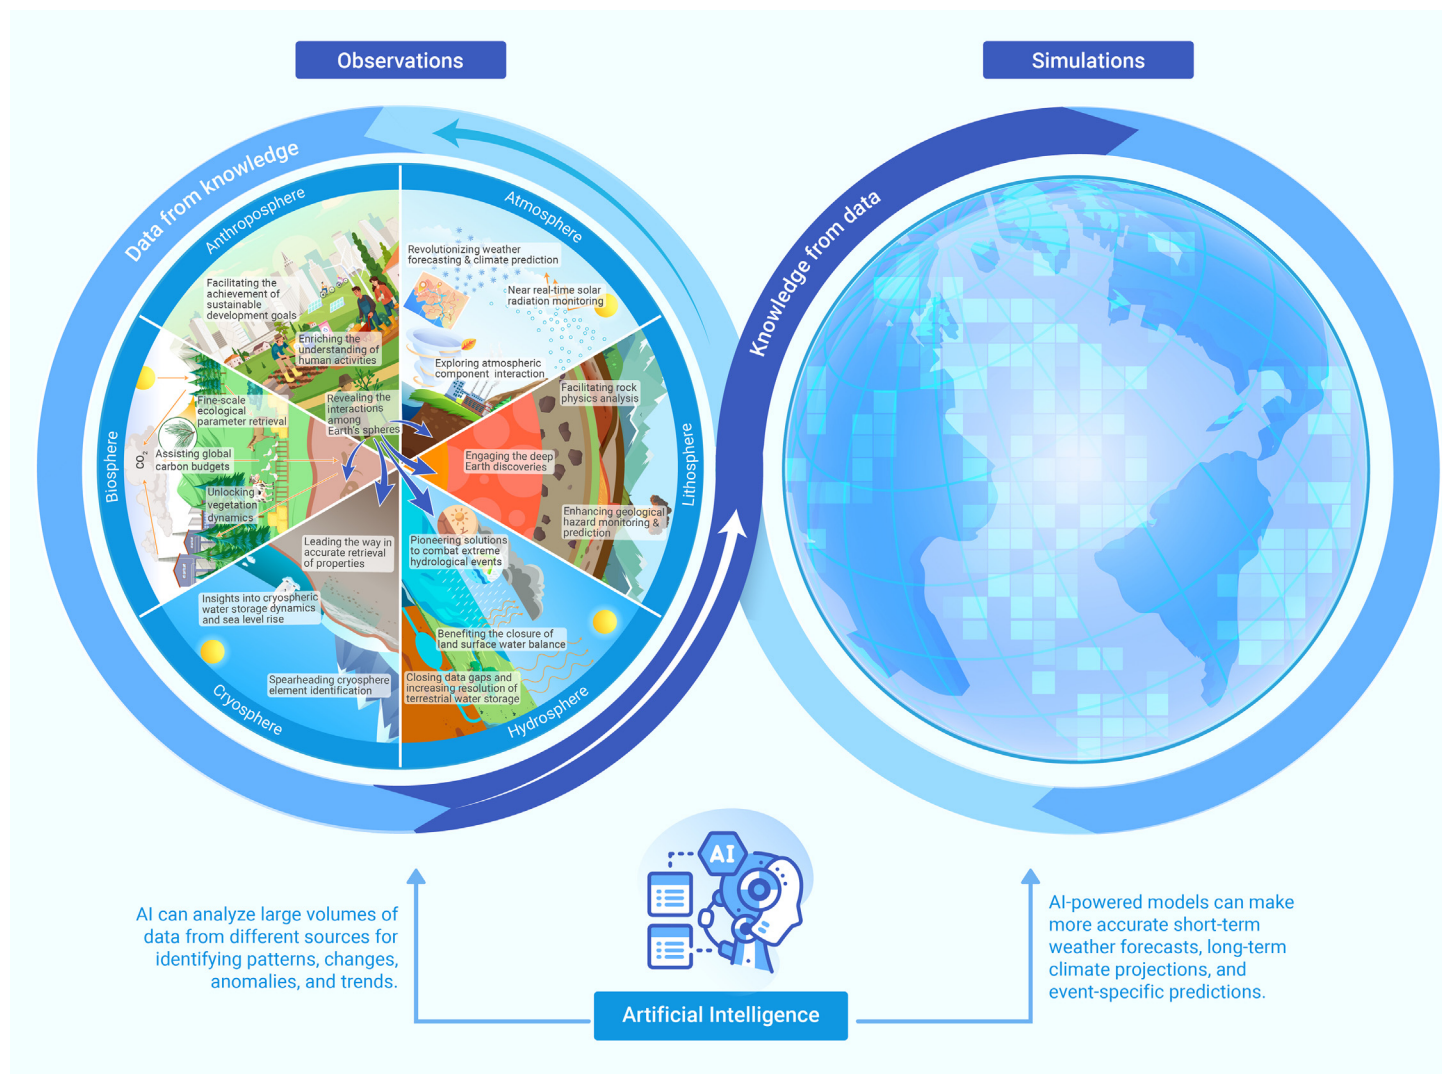 Observations
Simulations
Data from knowledge
Knowledge from data
Anthroposphere
Atmosphere
Biosphere
Lithosphere
Cryosphere
Hydrosphere
Facilitating the
achievement of
sustainable
development goals
Enriching the
understanding of
human activities
Revolutionizing weather
forecasting & climate prediction
Near real-time solar
radiation monitoring
Exploring atmospheric
component interaction
Revealing the
interactions
among
Earth's spheres
Fine-scale
ecological
parameter retrieval
CO2
Assisting global
carbon budgets
Unlocking
vegetation
dynamics
Facilitating rock
physics analysis
Engaging the deep
Earth discoveries
Enhancing geological
hazard monitoring &
prediction
Leading the way in
accurate retrieval
of properties
Insights into cryospheric
water storage dynamics
and sea level rise
Spearheading cryosphere
element identification
Pioneering solutions
to combat extreme
hydrological events
Benefiting the closure of
land surface water balance
Closing data gaps and
increasing resolution of
terrestrial water storage
AI
AI can analyze large volumes of
data from different sources for
identifying patterns, changes,
anomalies, and trends.
Artificial Intelligence
AI-powered models can make
more accurate short-term
weather forecasts, long-term
climate projections, and
event-specific predictions.